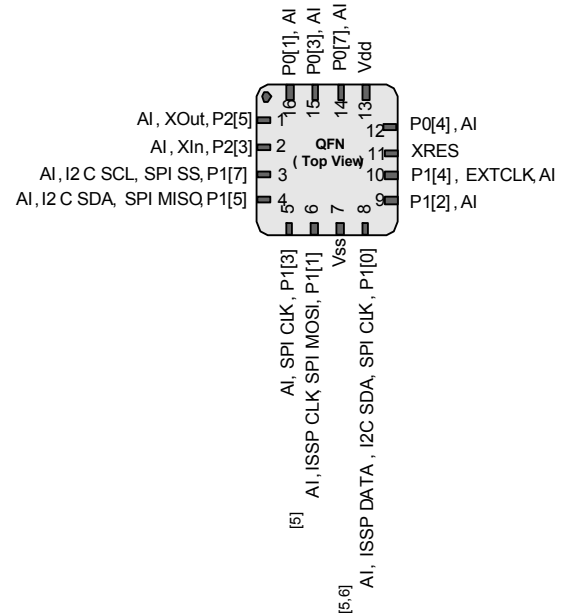 P0[1], AI
P0[3], AI
P0[7], AI
Vdd
16
15
14
13
AI, XOut, P2[5]
1
AI, XIn, P2[3]
2
AI, I2 C SCL, SPI SS, P1[7]
3
AI, I2 C SDA, SPI MISO, P1[5]
4
QFN
( Top View)
12
P0[4], AI
11
XRES
10
P1[4], EXTCLK, AI
9
P1[2], AI
5
6
7
8
AI, SPI CLK, P1[3]
[5]
AI, ISSP CLK, SPI MOSI, P1[1]
Vss
[5,6]
AI, ISSP DATA, I2C SDA, SPI CLK, P1[0]